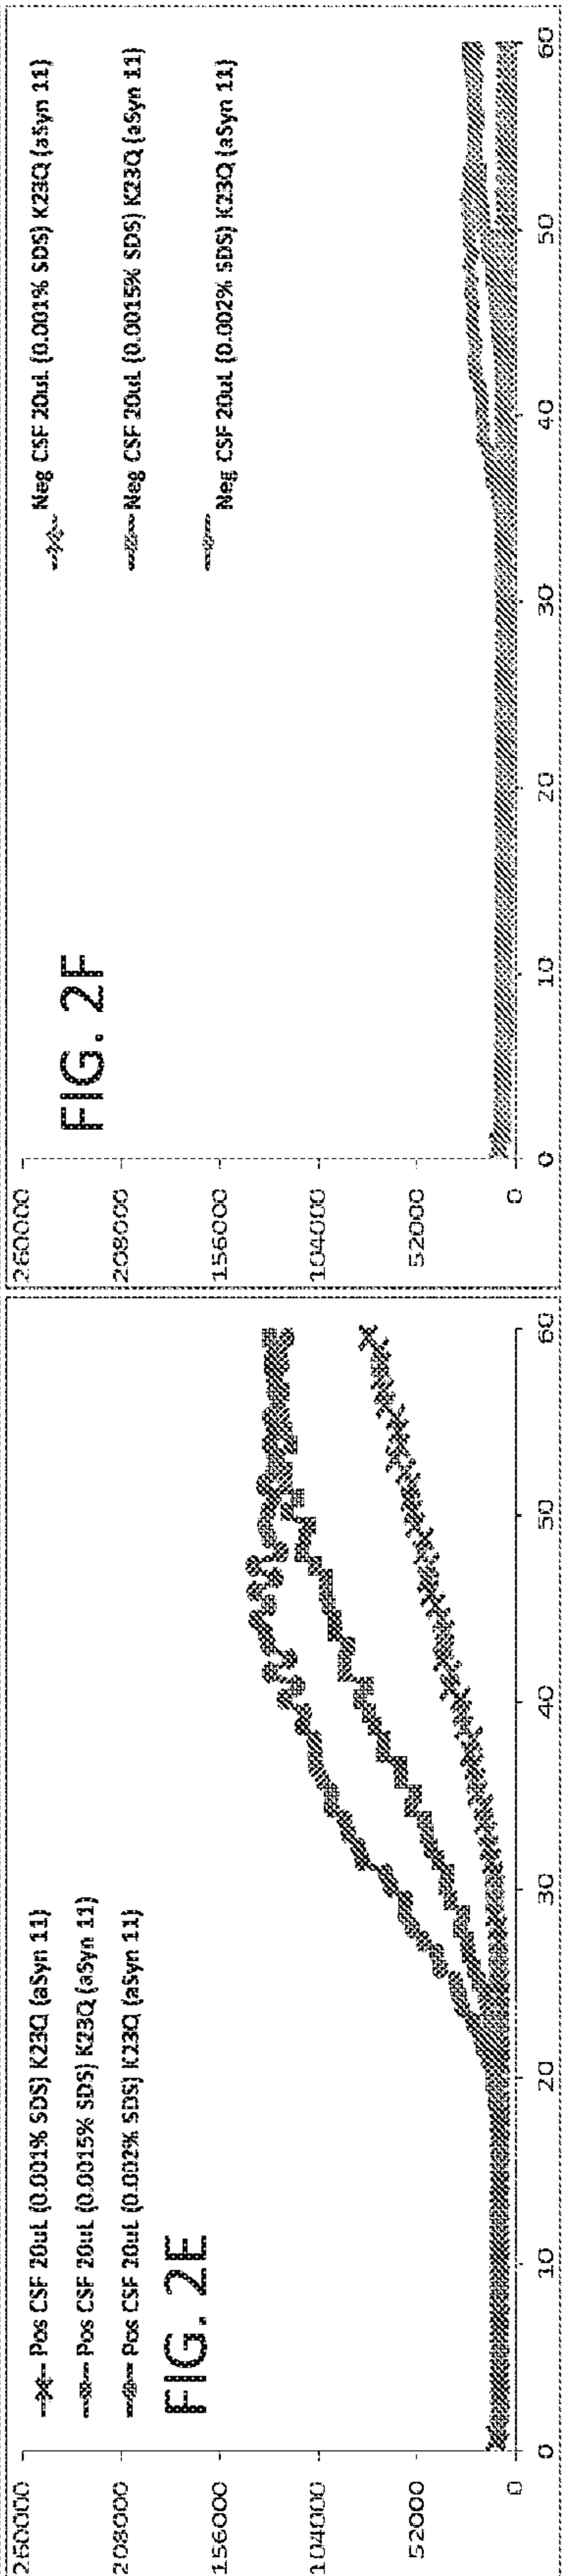 260000
208000
156000
104000
52000
0
Pos CSF 20uL (0.001% SDS) K23Q (aSyn 11)
Pos CSF 20uL (0.0015% SDS) K23Q (aSyn 11)
Pos CSF 20uL (0.002% SDS) K23Q (aSyn 11)
FIG. 2E
0 10 20 30 40 50 60
260000
208000
156000
104000
52000
0
FIG. 2F
Neg CSF 20uL (0.001% SDS) K23Q (aSyn 11)
Neg CSF 20uL (0.0015% SDS) K23Q (aSyn 11)
Neg CSF 20uL (0.002% SDS) K23Q (aSyn 11)
0 10 20 30 40 50 60